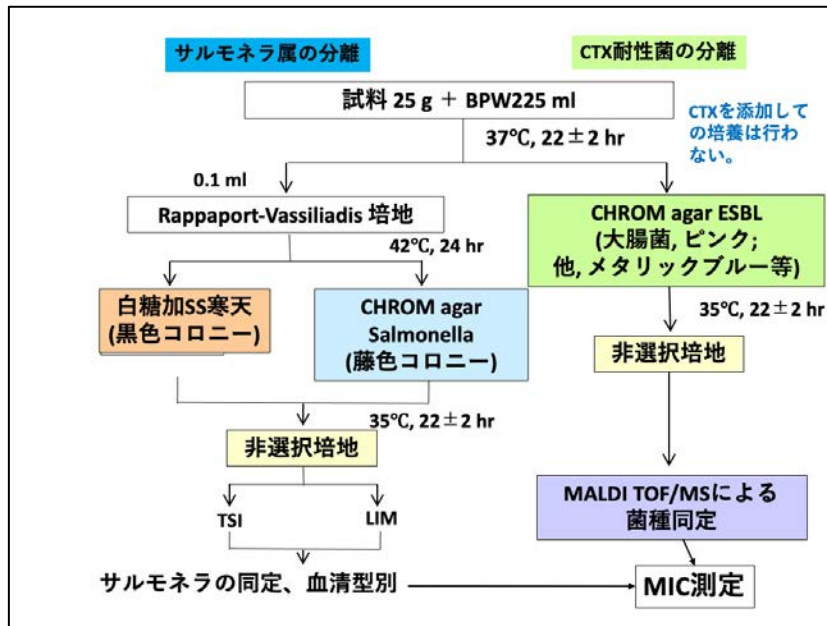 サルモネラ属の分離
CTX耐性菌の分離
試料 25 g ＋ BPW225 ml
CTXを添加して
の培養は行わ
ない。
37℃, 22±2 hr
0.1 ml
Rappaport-Vassiliadis 培地
CHROM agar ESBL
(大腸菌, ピンク;
他, メタリックブルー等)
42℃, 24 hr
白糖加SS寒天
(黒色コロニー)
CHROM agar
Salmonella
(藤色コロニー)
35℃, 22±2 hr
非選択培地
35℃, 22±2 hr
非選択培地
TSI
LIM
MALDI TOF/MSによる
菌種同定
サルモネラの同定、血清型別
MIC測定